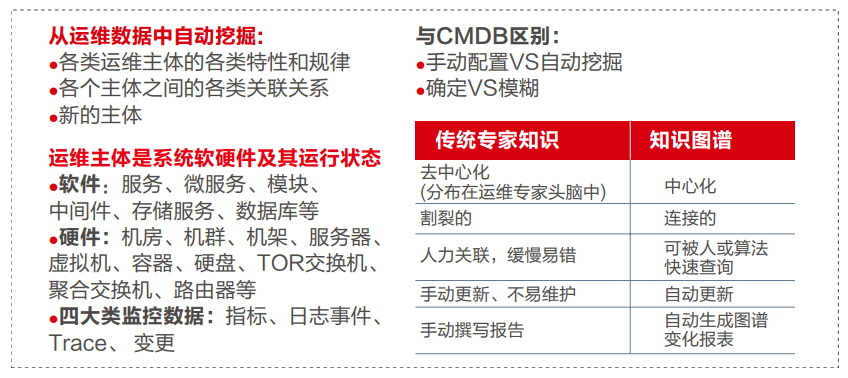 从运维数据中自动挖掘：
●各类运维主体的各类特性和规律
●各个主体之间的各类关联关系
●新的主体
运维主体是系统软硬件及其运行状态
●软件：服务、微服务、模块、
中间件、存储服务、数据库等
●硬件：机房、机群、机架、服务器、
虚拟机、容器、硬盘、TOR交换机、
聚合交换机、路由器等
●四大类监控数据：指标、日志事件、
Trace、 变更
与CMDB区别：
●手动配置VS自动挖掘
●确定VS模糊
传统专家知识 知识图谱
去中心化
(分布在运维专家头脑中) 中心化
割裂的 连接的
人力关联，缓慢易错 可被人或算法
快速查询
手动更新、不易维护 自动更新
手动撰写报告 自动生成图谱
变化报表